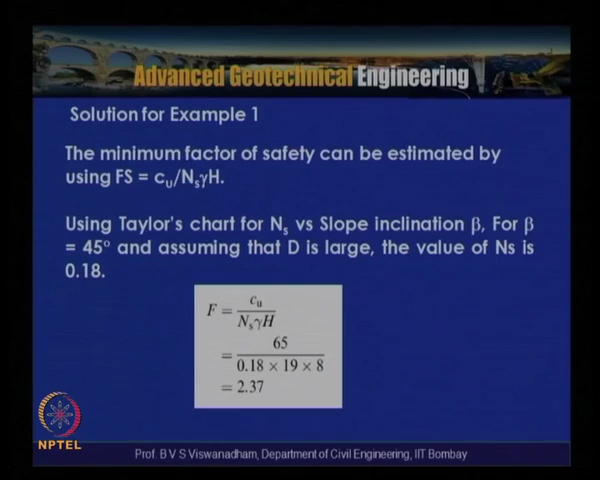 Advanced Geotechnical Engineering
Solution for Example 1
The minimum factor of safety can be estimated by
using FS = cᵤ/NₛγH.
Using Taylor's chart for Nₛ vs Slope inclination β, For β
= 45° and assuming that D is large, the value of Ns is
0.18.
F = cᵤ / NₛγH
= 65 / 0.18 × 19 × 8
= 2.37
NPTEL
Prof. B V S Viswanadham, Department of Civil Engineering, IIT Bombay